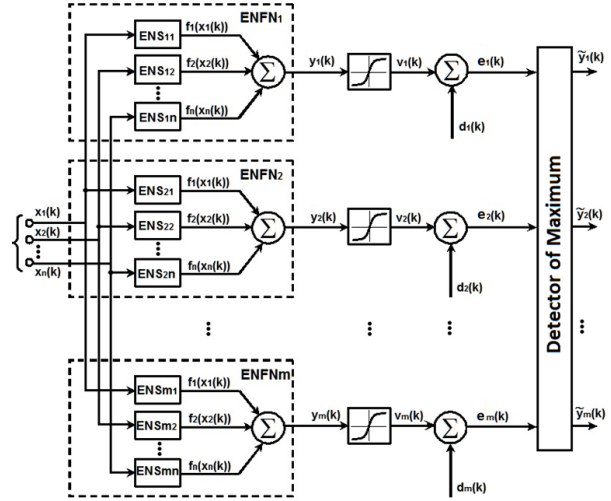 ENFN1
ENS11 f1(x1(k))
ENS12 f2(x2(k))
ENS1n fn(xn(k))
Σ y1(k) v1(k) Σ e1(k) ỹ1(k)
d1(k)
ENFN2
x1(k)
x2(k)
xn(k)
ENS21 f1(x1(k))
ENS22 f2(x2(k))
ENS2n fn(xn(k))
Σ y2(k) v2(k) Σ e2(k) ỹ2(k)
d2(k)
ENFNm
ENSm1 f1(x1(k))
ENSm2 f2(x2(k))
ENSmn fn(xn(k))
Σ ym(k) vm(k) Σ em(k) ỹm(k)
dm(k)
Detector of Maximum